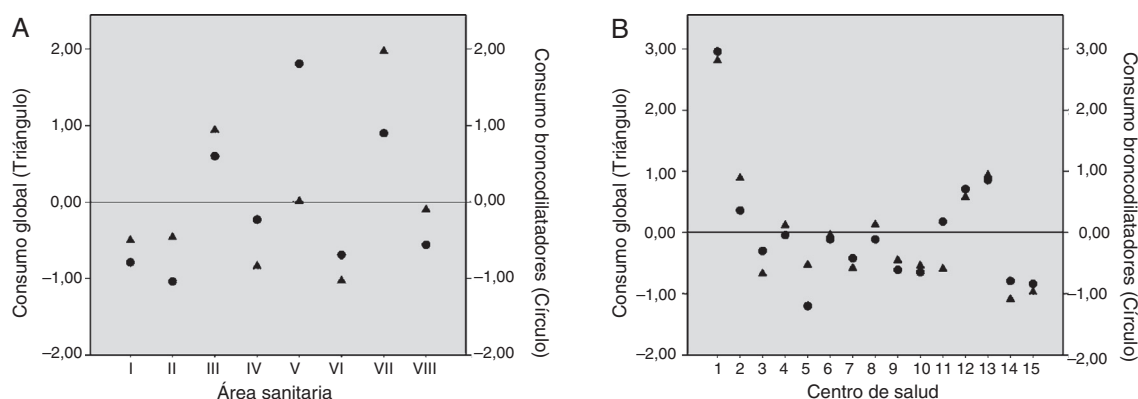 A
Consumo global (Triángulo)
2,00
1,00
0,00
–1,00
–2,00
I II III IV V VI VII VIII
Área sanitaria
2,00
1,00
0,00
–1,00
–2,00
Consumo broncodilatadores (Círculo)
B
Consumo global (Triángulo)
3,00
2,00
1,00
0,00
–1,00
–2,00
1 2 3 4 5 6 7 8 9 10 11 12 13 14 15
Centro de salud
3,00
2,00
1,00
0,00
–1,00
–2,00
Consumo broncodilatadores (Círculo)